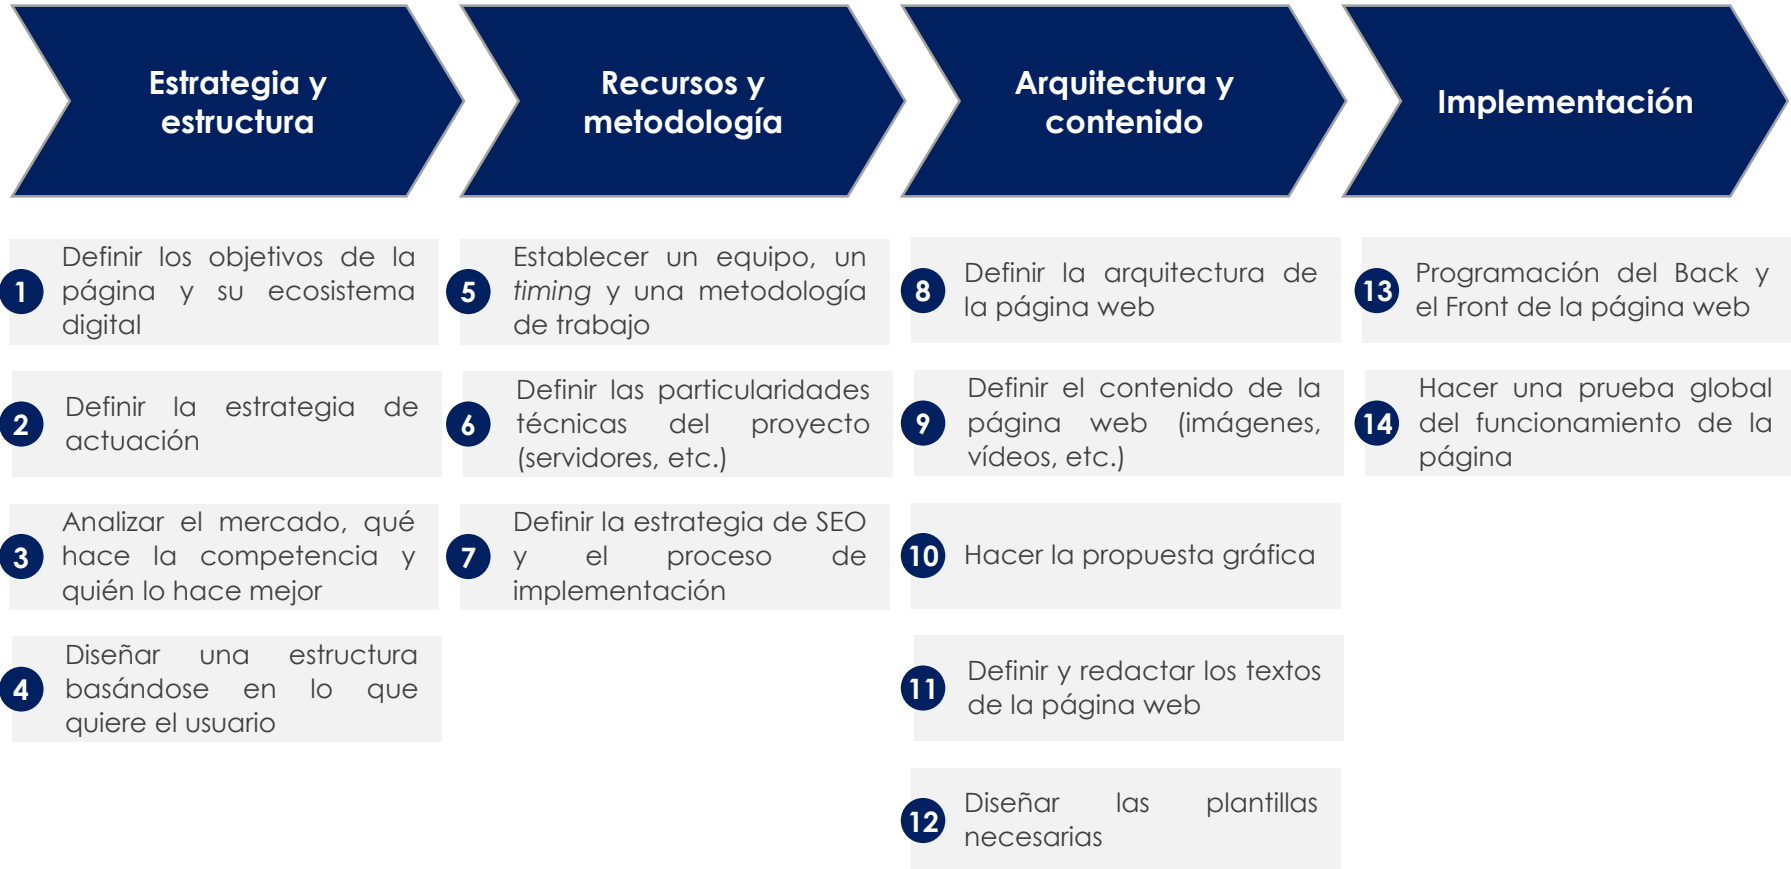 Estrategia y
estructura
Recursos y
metodología
Arquitectura y
contenido
Implementación
1
Definir los objetivos de la
página y su ecosistema
digital
2
Definir la estrategia de
actuación
3
Analizar el mercado, qué
hace la competencia y
quién lo hace mejor
4
Diseñar una estructura
basándose en lo que
quiere el usuario
5
Establecer un equipo, un
timing y una metodología
de trabajo
6
Definir las particularidades
técnicas del proyecto
(servidores, etc.)
7
Definir la estrategia de SEO
y el proceso de
implementación
8
Definir la arquitectura de
la página web
9
Definir el contenido de la
página web (imágenes,
vídeos, etc.)
10
Hacer la propuesta gráfica
11
Definir y redactar los textos
de la página web
12
Diseñar las plantillas
necesarias
13
Programación del Back y
el Front de la página web
14
Hacer una prueba global
del funcionamiento de la
página